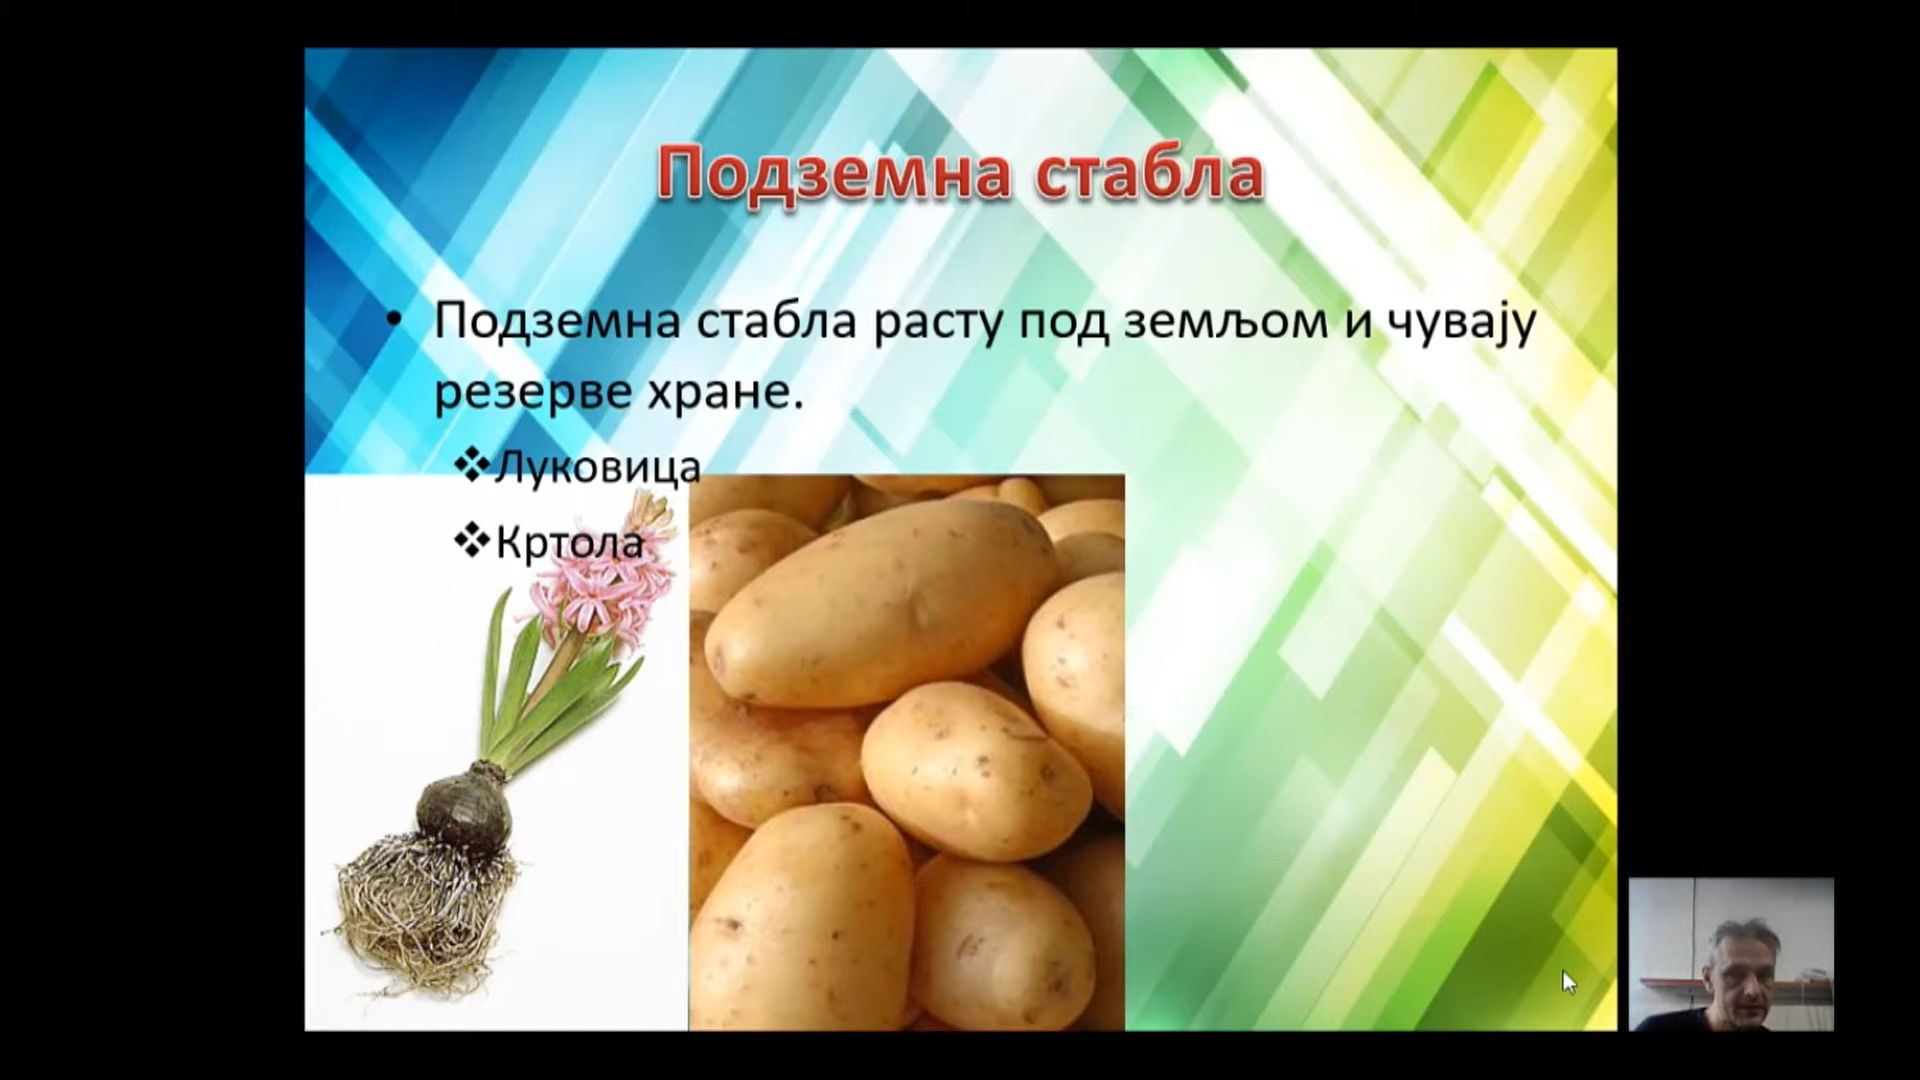 Подземна стабла
• Подземна стабла расту под земљом и чувају
резерве хране.
❖Луковица
❖Кртола